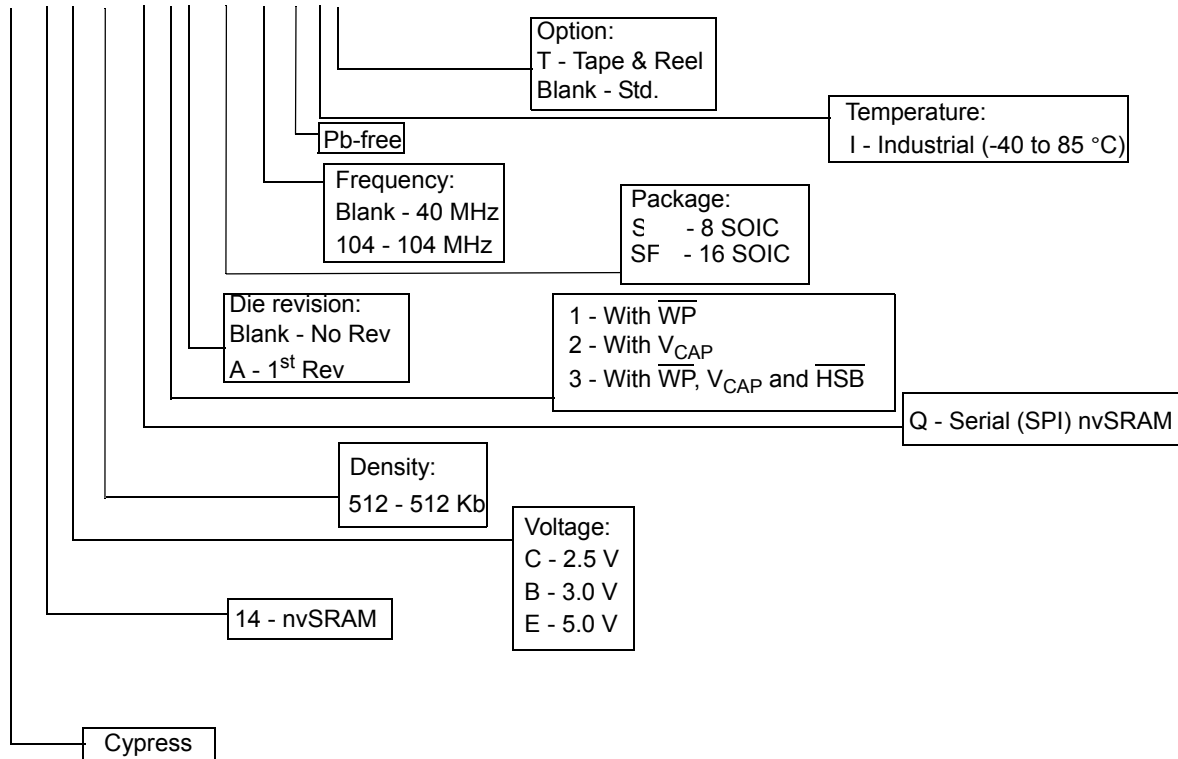 Option:
T - Tape & Reel
Blank - Std.
Temperature:
I - Industrial (-40 to 85 °C)
Pb-free
Frequency:
Blank - 40 MHz
104 - 104 MHz
Package:
S - 8 SOIC
SF - 16 SOIC
Die revision:
Blank - No Rev
A - 1st Rev
1 - With W̅P̅
2 - With VCAP
3 - With W̅P̅, VCAP and H̅S̅B̅
Q - Serial (SPI) nvSRAM
Density:
512 - 512 Kb
Voltage:
C - 2.5 V
B - 3.0 V
E - 5.0 V
14 - nvSRAM
Cypress